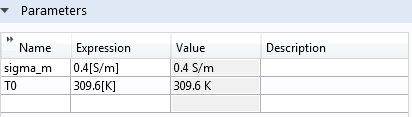 Parameters
Name Expression Value Description
sigma_m 0.4[S/m] 0.4 S/m
T0 309.6[K] 309.6 K